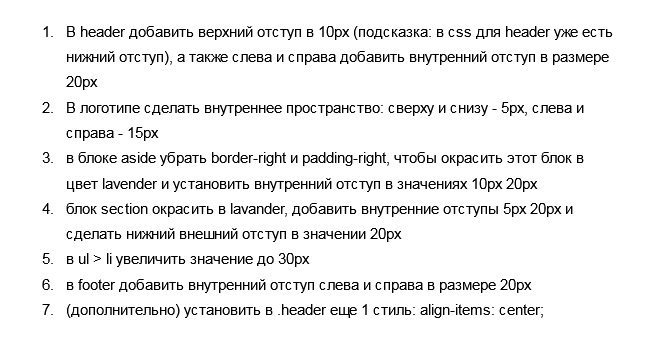 1. В header добавить верхний отступ в 10px (подсказка: в css для header уже есть
нижний отступ), а также слева и справа добавить внутренний отступ в размере
20px
2. В логотипе сделать внутреннее пространство: сверху и снизу - 5px, слева и
справа - 15px
3. в блоке aside убрать border-right и padding-right, чтобы окрасить этот блок в
цвет lavender и установить внутренний отступ в значениях 10px 20px
4. блок section окрасить в lavander, добавить внутренние отступы 5px 20px и
сделать нижний внешний отступ в значении 20px
5. в ul > li увеличить значение до 30px
6. в footer добавить внутренний отступ слева и справа в размере 20px
7. (дополнительно) установить в .header еще 1 стиль: align-items: center;